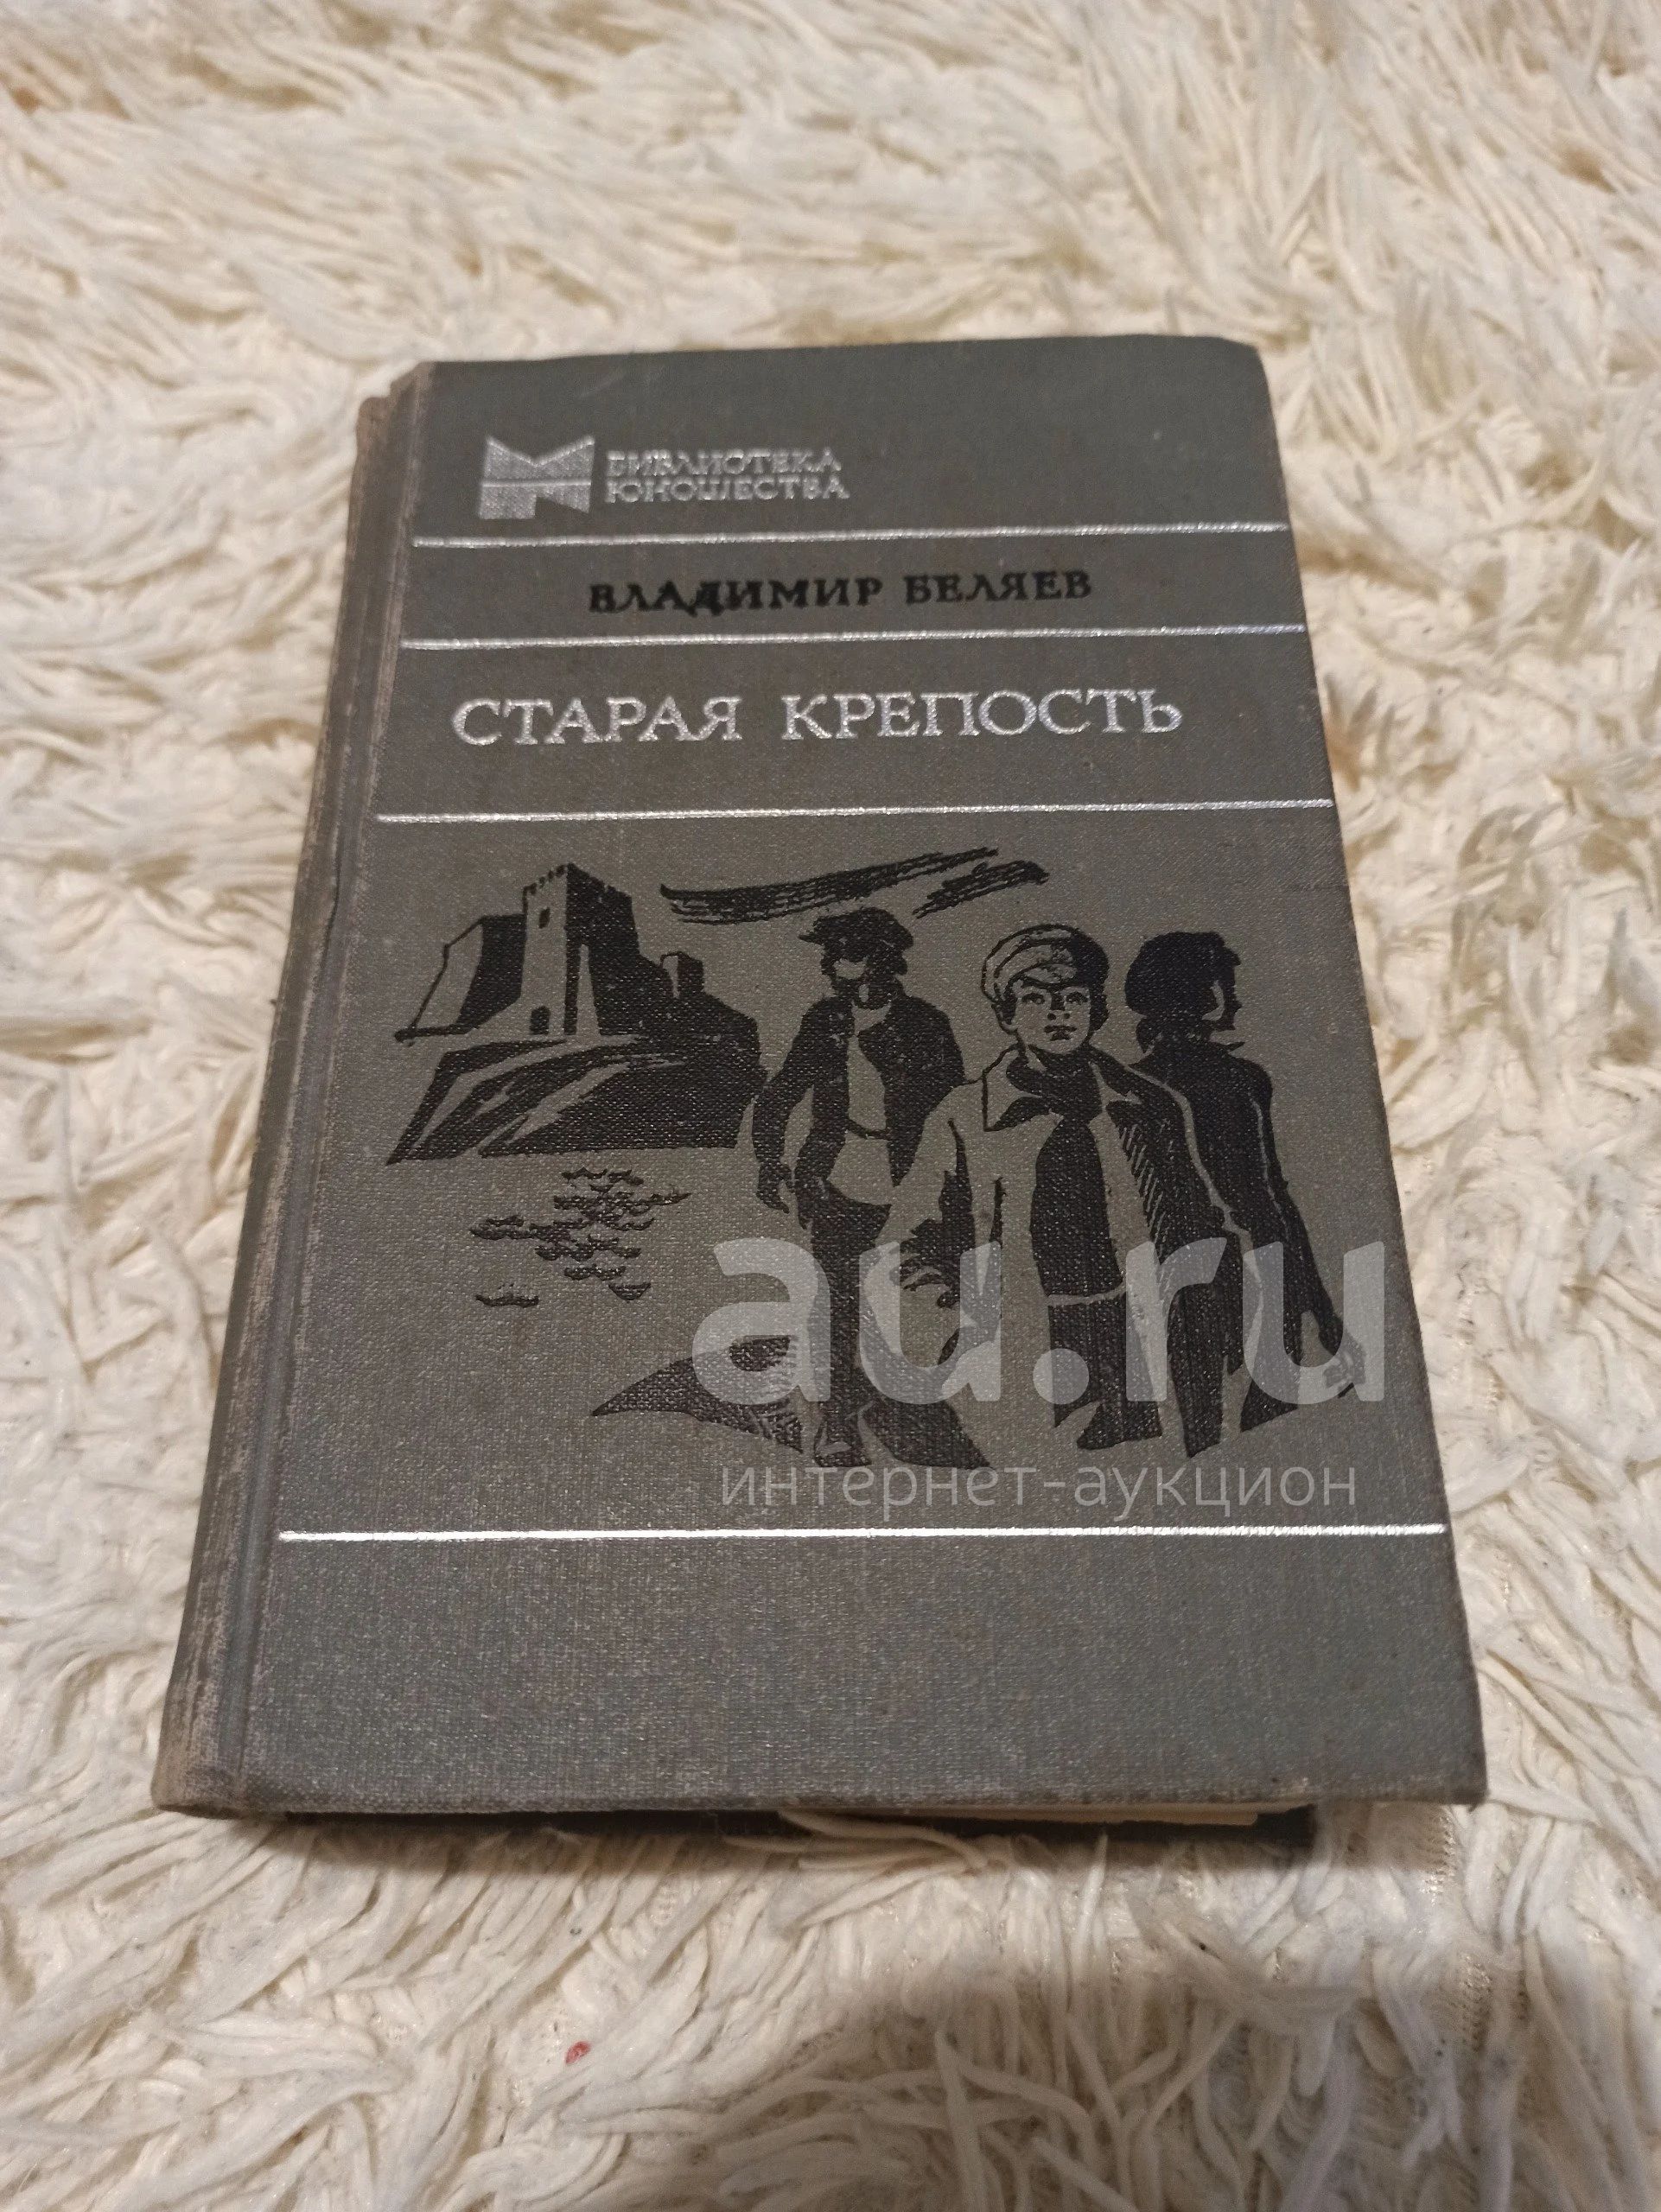 БИБЛИОТЕКА
ЮНОШЕСТВА
ВЛАДИМИР БЕЛЯЕВ
СТАРАЯ КРЕПОСТЬ
au.ru
интернет-аукцион